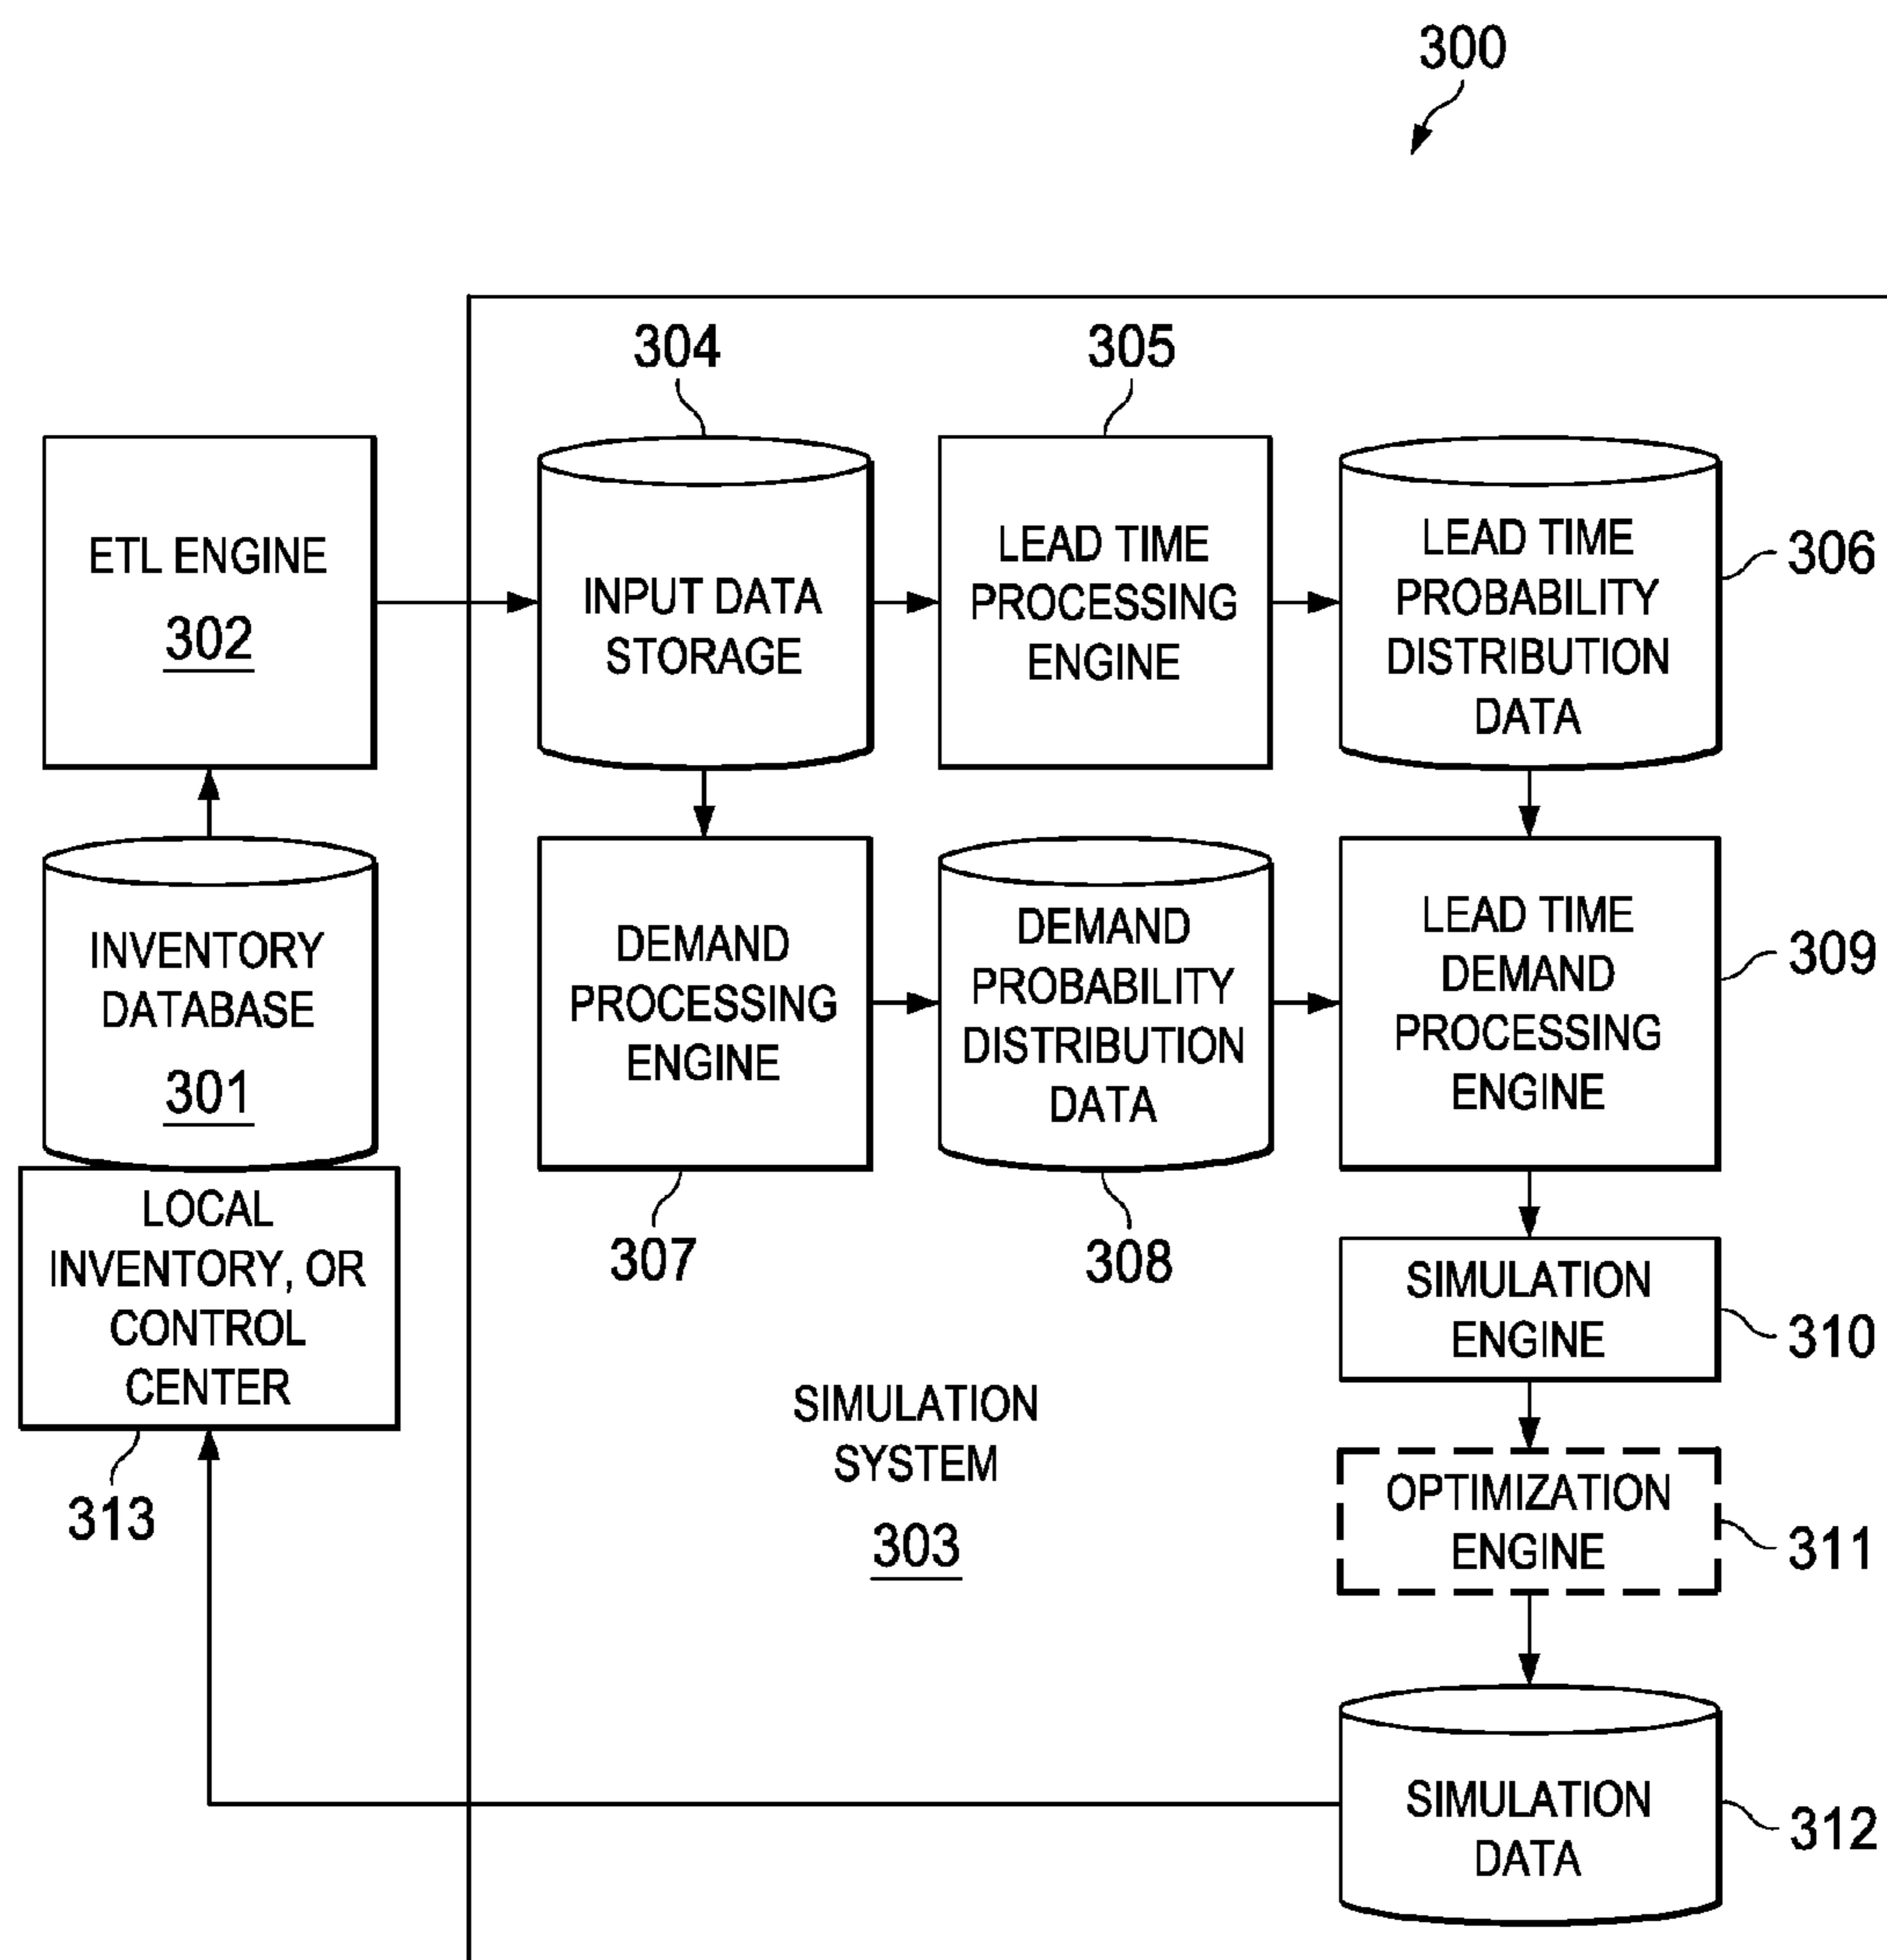 300
304
305
ETL ENGINE
302
INPUT DATA
STORAGE
LEAD TIME
PROCESSING
ENGINE
LEAD TIME
PROBABILITY
DISTRIBUTION
DATA
306
INVENTORY
DATABASE
301
DEMAND
PROCESSING
ENGINE
307
DEMAND
PROBABILITY
DISTRIBUTION
DATA
308
LEAD TIME
DEMAND
PROCESSING
ENGINE
309
LOCAL
INVENTORY, OR
CONTROL
CENTER
313
SIMULATION
ENGINE
310
SIMULATION
SYSTEM
303
OPTIMIZATION
ENGINE
311
SIMULATION
DATA
312